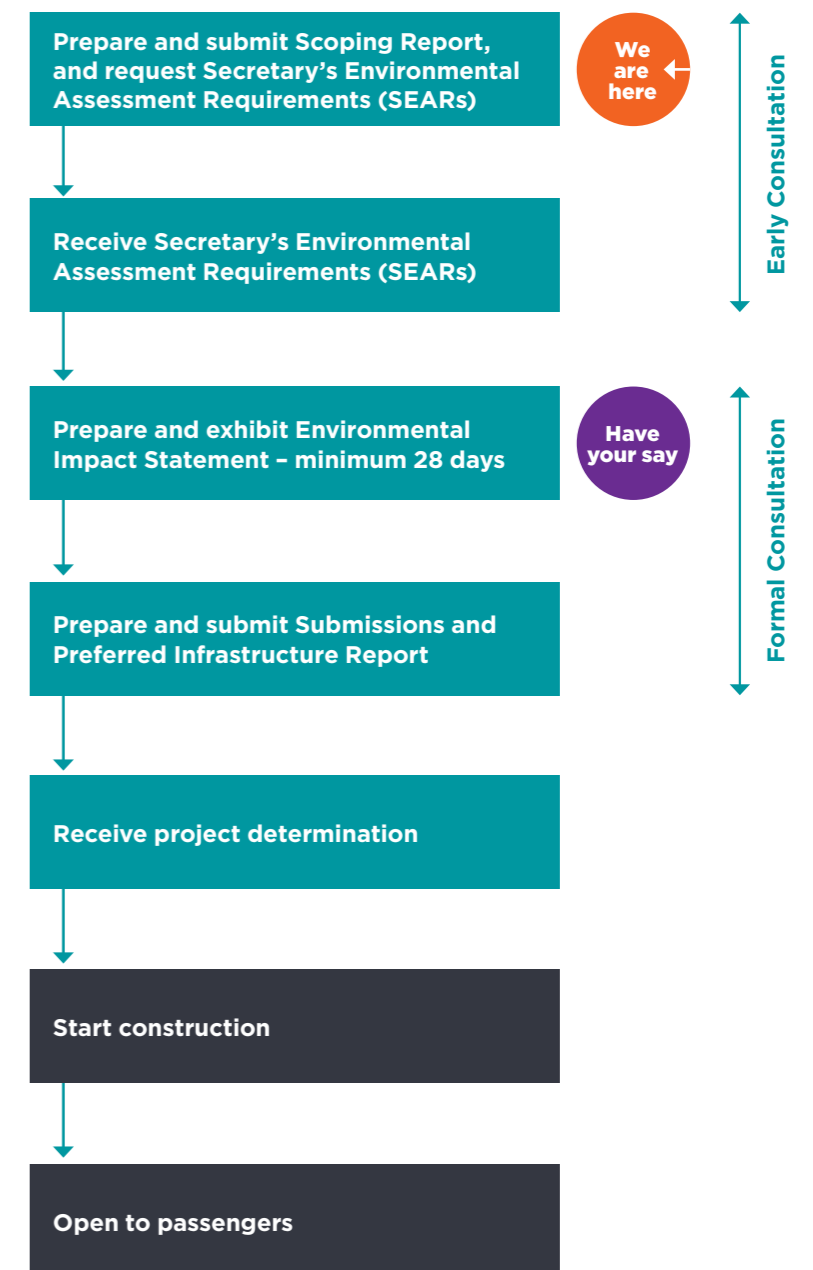 Prepare and submit Scoping Report,
and request Secretary's Environmental
Assessment Requirements (SEARs)
We
are
here
Early Consultation
Receive Secretary's Environmental
Assessment Requirements (SEARs)
Prepare and exhibit Environmental
Impact Statement – minimum 28 days
Have
your say
Formal Consultation
Prepare and submit Submissions and
Preferred Infrastructure Report
Receive project determination
Start construction
Open to passengers